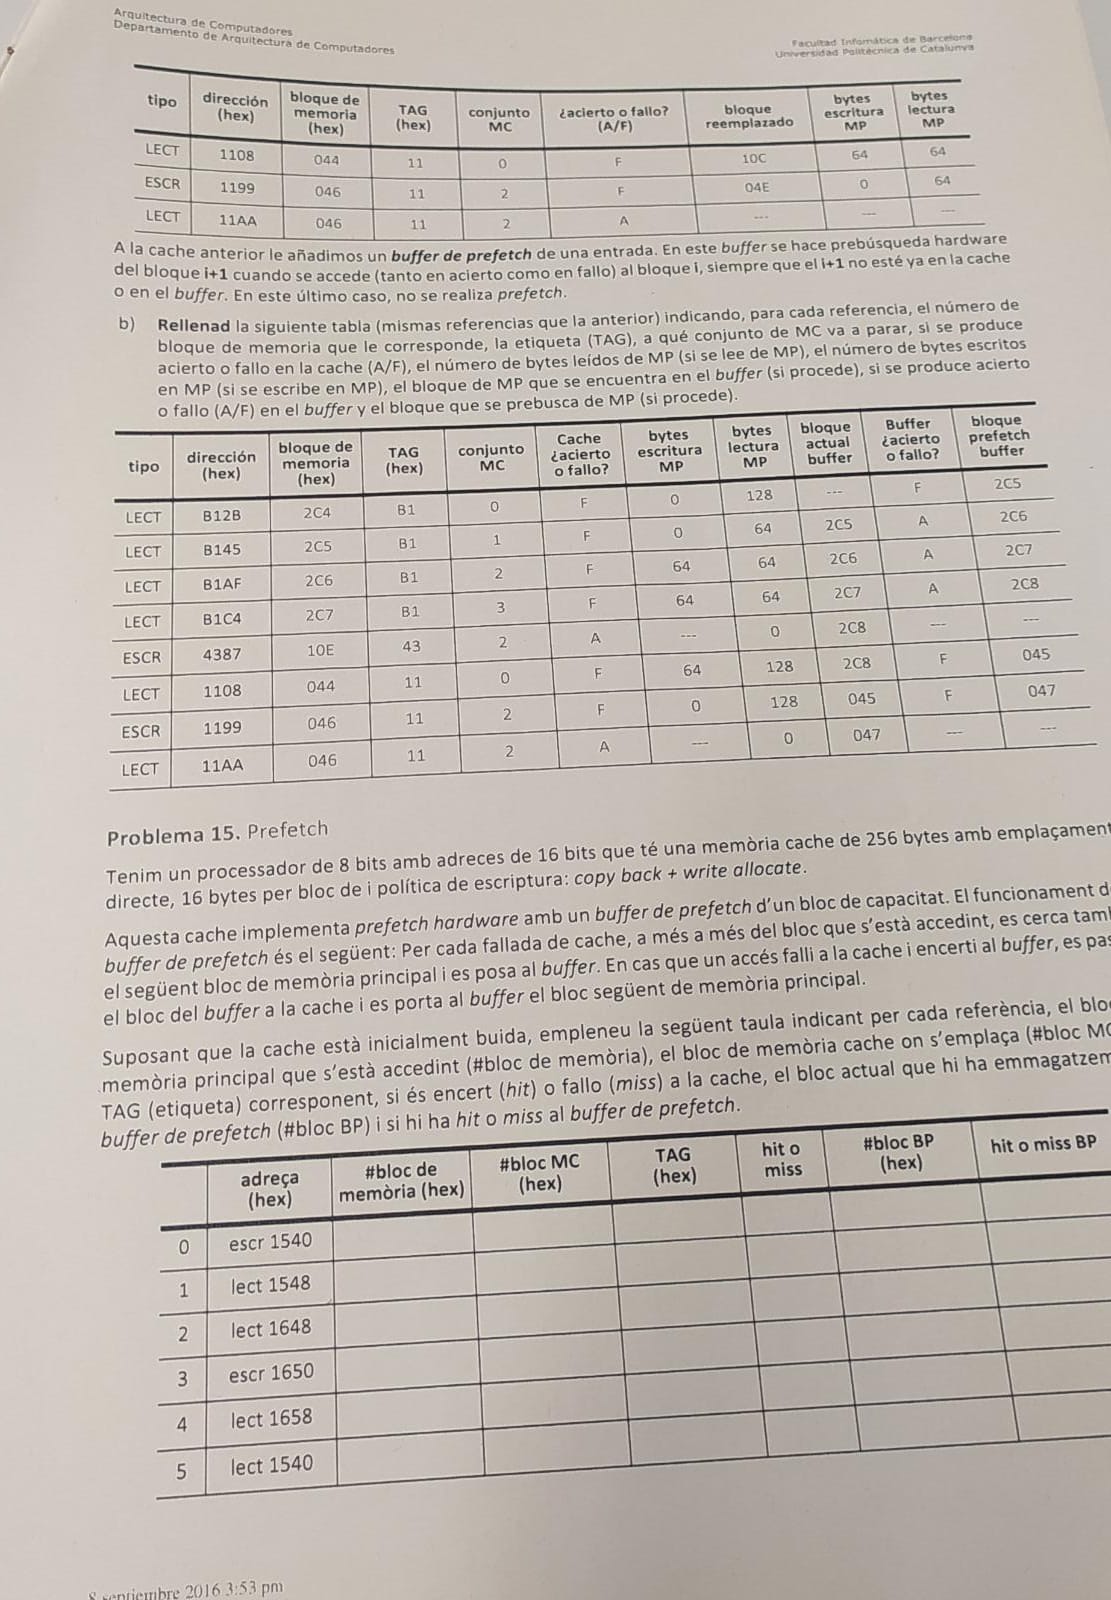 Arquitectura de Computadores
Departamento de Arquitectura de Computadores
Facultad Infomática de Barcelona
Universidad Politécnica de Catalunya
tipo | dirección (hex) | bloque de memoria (hex) | TAG (hex) | conjunto MC | ¿acierto o fallo? (A/F) | bloque reemplazado | bytes escritura MP | bytes lectura MP
LECT 1108 044 11 0 F 10C 64 64
ESCR 1199 046 11 2 F 04E 0 64
LECT 11AA 046 11 2 A --- --- ---
A la cache anterior le añadimos un buffer de prefetch de una entrada. En este buffer se hace prebúsqueda hardware
del bloque i+1 cuando se accede (tanto en acierto como en fallo) al bloque i, siempre que el i+1 no esté ya en la cache
o en el buffer. En este último caso, no se realiza prefetch.
b) Rellenad la siguiente tabla (mismas referencias que la anterior) indicando, para cada referencia, el número de
bloque de memoria que le corresponde, la etiqueta (TAG), a qué conjunto de MC va a parar, si se produce
acierto o fallo en la cache (A/F), el número de bytes leídos de MP (si se lee de MP), el número de bytes escritos
en MP (si se escribe en MP), el bloque de MP que se encuentra en el buffer (si procede), si se produce acierto
o fallo (A/F) en el buffer y el bloque que se prebusca de MP (si procede).
tipo | dirección (hex) | bloque de memoria (hex) | TAG (hex) | conjunto MC | Cache ¿acierto o fallo? | bytes escritura MP | bytes lectura MP | bloque actual buffer | Buffer ¿acierto o fallo? | bloque prefetch buffer
LECT B12B 2C4 B1 0 F 0 128 --- F 2C5
LECT B145 2C5 B1 1 F 0 64 2C5 A 2C6
LECT B1AF 2C6 B1 2 F 64 64 2C6 A 2C7
LECT B1C4 2C7 B1 3 F 64 64 2C7 A 2C8
ESCR 4387 10E 43 2 A --- 0 2C8 --- ---
LECT 1108 044 11 0 F 64 128 2C8 F 045
ESCR 1199 046 11 2 F 0 128 045 F 047
LECT 11AA 046 11 2 A --- 0 047 --- ---
Problema 15. Prefetch
Tenim un processador de 8 bits amb adreces de 16 bits que té una memòria cache de 256 bytes amb emplaçament
directe, 16 bytes per bloc de i política de escriptura: copy back + write allocate.
Aquesta cache implementa prefetch hardware amb un buffer de prefetch d'un bloc de capacitat. El funcionament d
buffer de prefetch és el següent: Per cada fallada de cache, a més a més del bloc que s'està accedint, es cerca tam
el següent bloc de memòria principal i es posa al buffer. En cas que un accés falli a la cache i encerti al buffer, es pas
el bloc del buffer a la cache i es porta al buffer el bloc següent de memòria principal.
Suposant que la cache està inicialment buida, empleneu la següent taula indicant per cada referència, el blo
memòria principal que s'està accedint (#bloc de memòria), el bloc de memòria cache on s'emplaça (#bloc MC
TAG (etiqueta) corresponent, si és encert (hit) o fallo (miss) a la cache, el bloc actual que hi ha emmagatzem
buffer de prefetch (#bloc BP) i si hi ha hit o miss al buffer de prefetch.
adreça (hex) | #bloc de memòria (hex) | #bloc MC (hex) | TAG (hex) | hit o miss | #bloc BP (hex) | hit o miss BP
0 escr 1540
1 lect 1548
2 lect 1648
3 escr 1650
4 lect 1658
5 lect 1540
8 septiembre 2016 3:53 pm